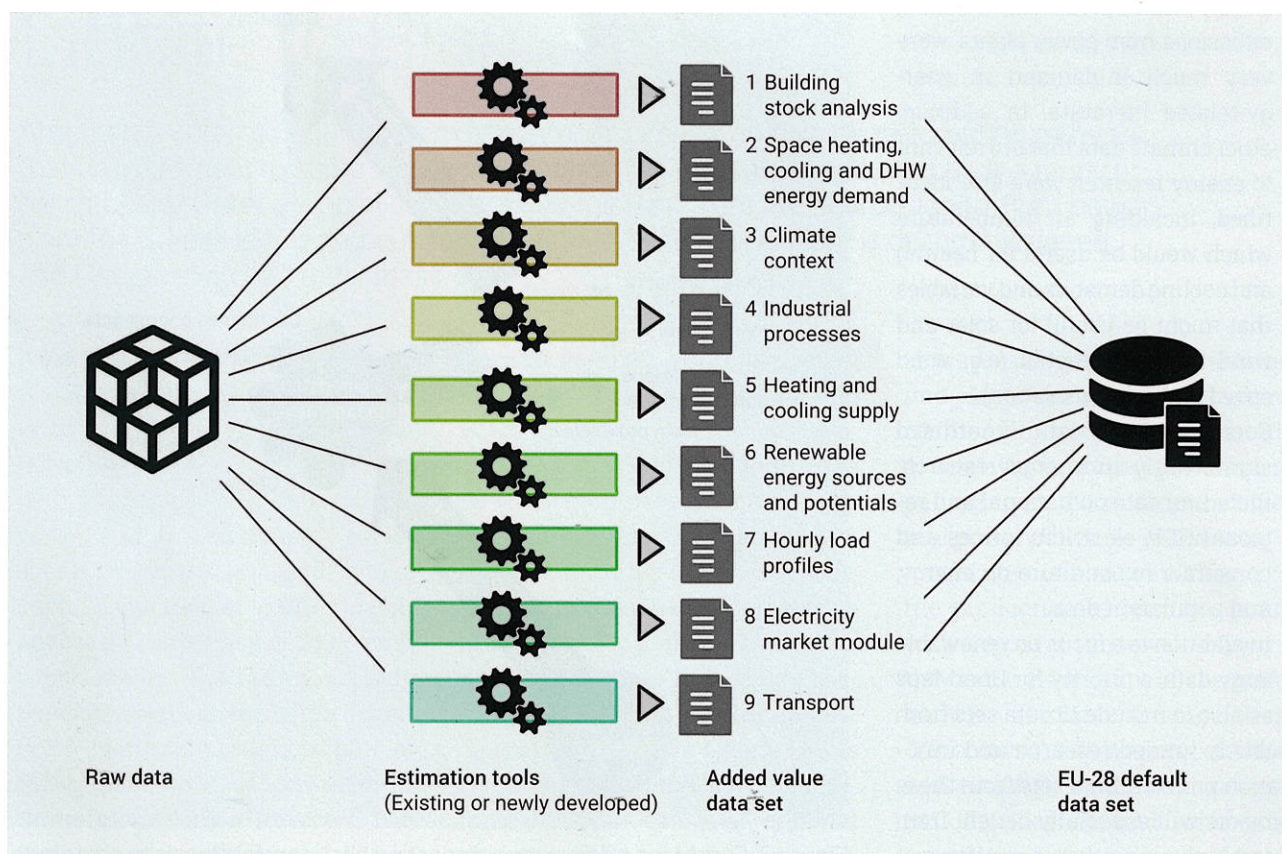 1 Building
stock analysis
2 Space heating,
cooling and DHW
energy demand
3 Climate
context
4 Industrial
processes
5 Heating and
cooling supply
6 Renewable
energy sources
and potentials
7 Hourly load
profiles
8 Electricity
market module
9 Transport
Raw data
Estimation tools
(Existing or newly developed)
Added value
data set
EU-28 default
data set